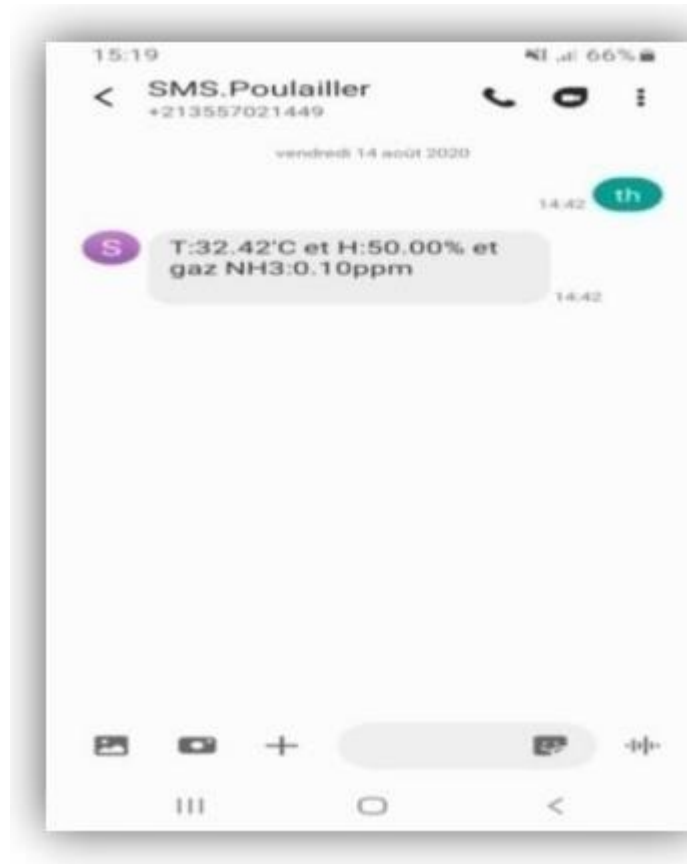 15:19 66%
SMS.Poulailler
+213557021449
vendredi 14 août 2020
14:42 th
S
T:32.42'C et H:50.00% et
gaz NH3:0.10ppm
14:42